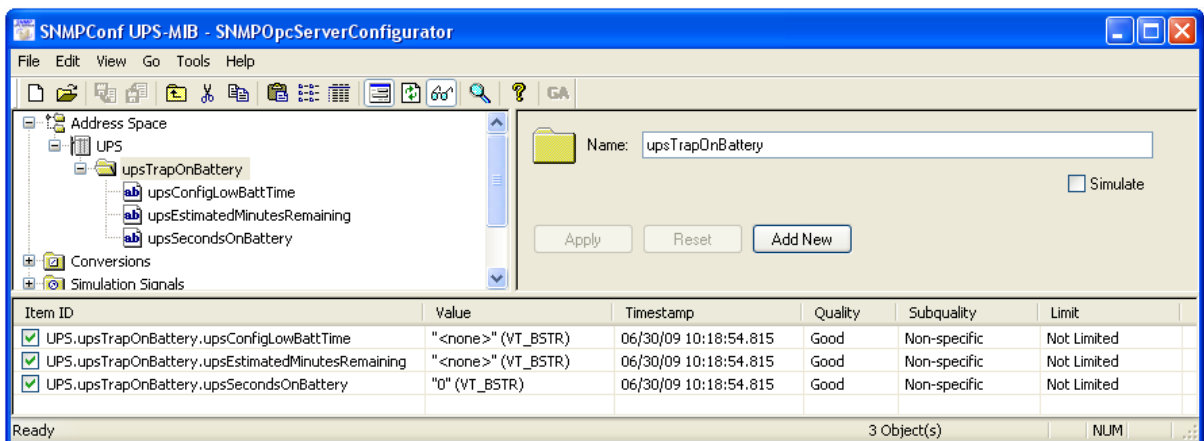 SNMPConf UPS-MIB - SNMPOpcServerConfigurator
File Edit View Go Tools Help
GA
Address Space
UPS
upsTrapOnBattery
ab upsConfigLowBattTime
ab upsEstimatedMinutesRemaining
ab upsSecondsOnBattery
Conversions
Simulation Signals
Name: upsTrapOnBattery
Simulate
Apply Reset Add New
Item ID Value Timestamp Quality Subquality Limit
UPS.upsTrapOnBattery.upsConfigLowBattTime "<none>" (VT_BSTR) 06/30/09 10:18:54.815 Good Non-specific Not Limited
UPS.upsTrapOnBattery.upsEstimatedMinutesRemaining "<none>" (VT_BSTR) 06/30/09 10:18:54.815 Good Non-specific Not Limited
UPS.upsTrapOnBattery.upsSecondsOnBattery "0" (VT_BSTR) 06/30/09 10:18:54.815 Good Non-specific Not Limited
Ready 3 Object(s) NUM